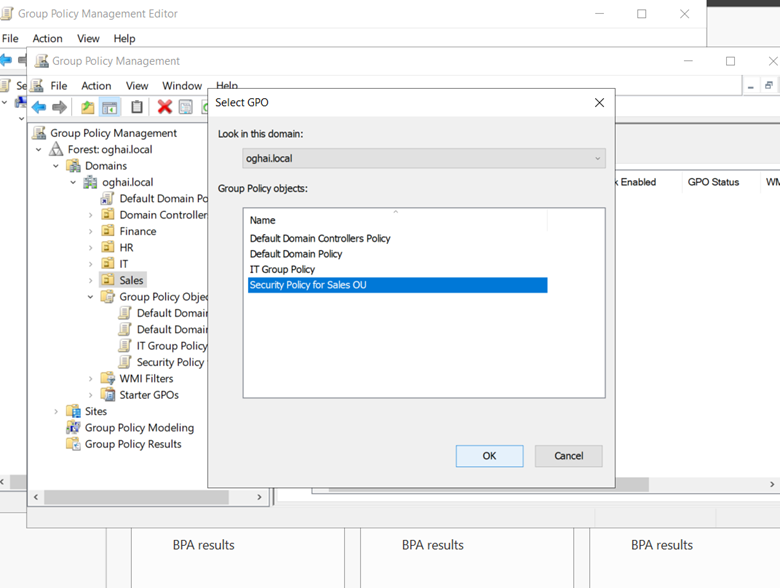 Group Policy Management Editor
File Action View Help
Group Policy Management
File Action View Window Help
Se
Select GPO
Look in this domain:
oghai.local
Group Policy objects:
Name
Default Domain Controllers Policy
Default Domain Policy
IT Group Policy
Security Policy for Sales OU
OK Cancel
Group Policy Management
Forest: oghai.local
Domains
oghai.local
Default Domain Po
Domain Controller
Finance
HR
IT
Sales
Group Policy Objec
Default Domai
Default Domai
IT Group Policy
Security Policy
WMI Filters
Starter GPOs
Sites
Group Policy Modeling
Group Policy Results
k Enabled GPO Status WM
BPA results BPA results BPA results